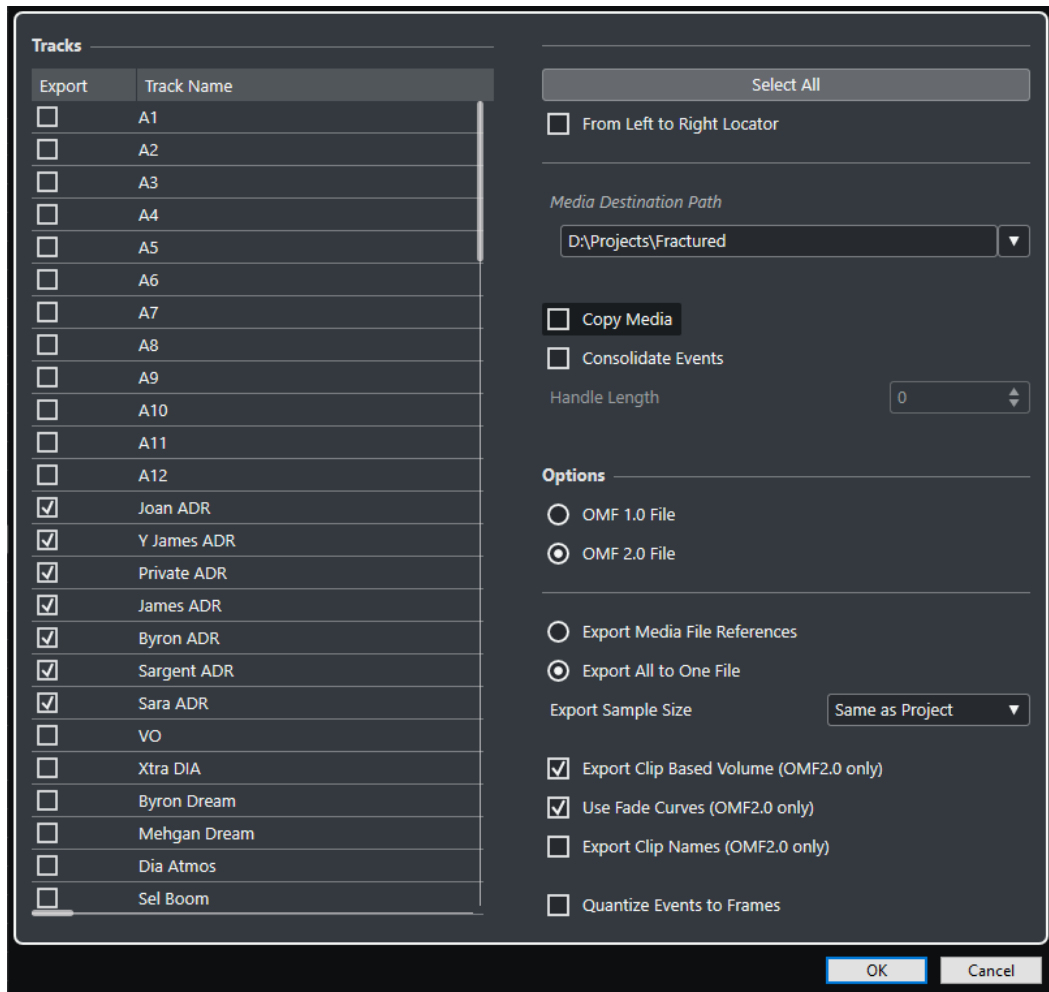 Tracks
Export Track Name
A1
A2
A3
A4
A5
A6
A7
A8
A9
A10
A11
A12
Joan ADR
Y James ADR
Private ADR
James ADR
Byron ADR
Sargent ADR
Sara ADR
VO
Xtra DIA
Byron Dream
Mehgan Dream
Dia Atmos
Sel Boom
Select All
From Left to Right Locator
Media Destination Path
D:\Projects\Fractured
Copy Media
Consolidate Events
Handle Length 0
Options
OMF 1.0 File
OMF 2.0 File
Export Media File References
Export All to One File
Export Sample Size Same as Project
Export Clip Based Volume (OMF2.0 only)
Use Fade Curves (OMF2.0 only)
Export Clip Names (OMF2.0 only)
Quantize Events to Frames
OK Cancel